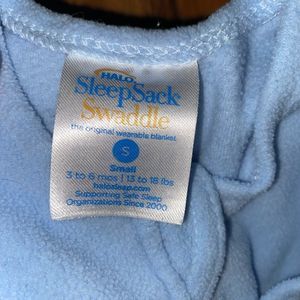 HALO
SleepSack
Swaddle
the original wearable blanket
S
Small
3 to 6 mos | 13 to 18 lbs
halosleep.com
Supporting Safe Sleep
Organizations Since 2000